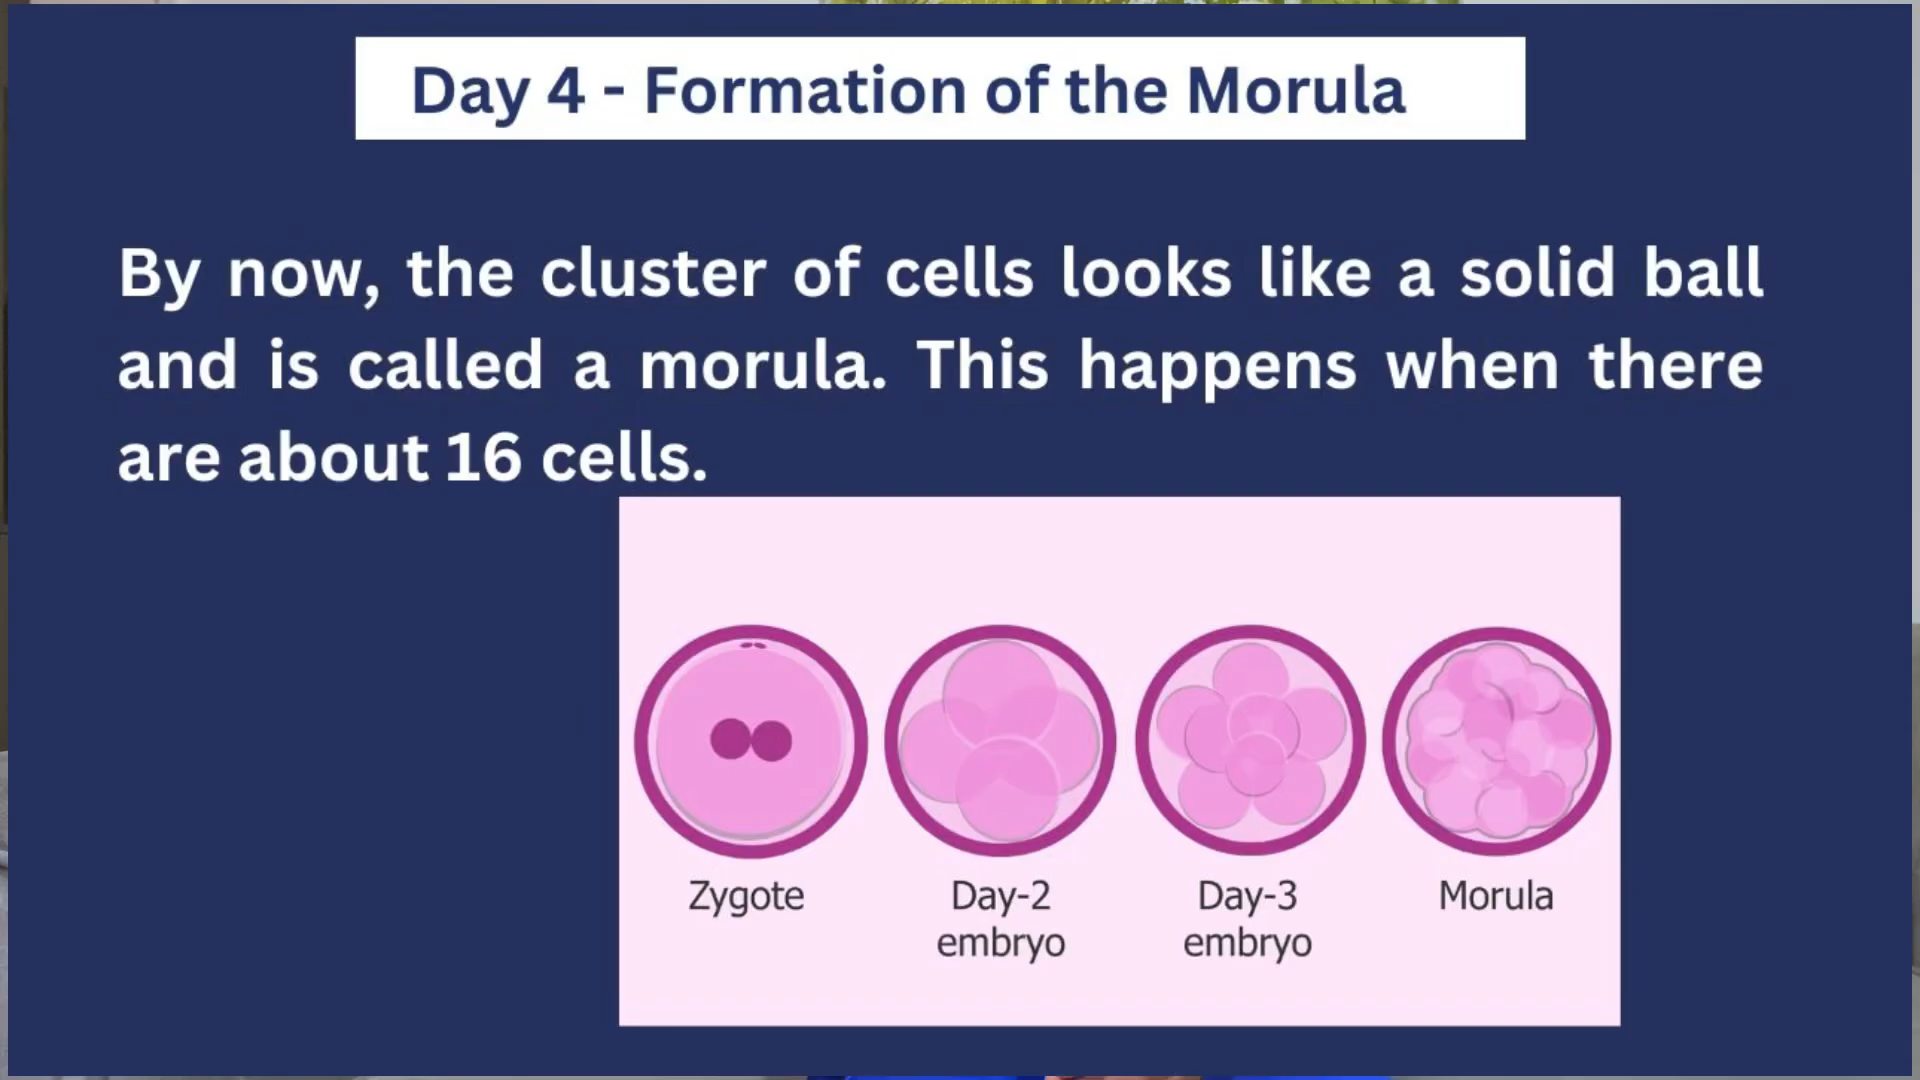 Day 4 - Formation of the Morula
By now, the cluster of cells looks like a solid ball
and is called a morula. This happens when there
are about 16 cells.
Zygote
Day-2
embryo
Day-3
embryo
Morula